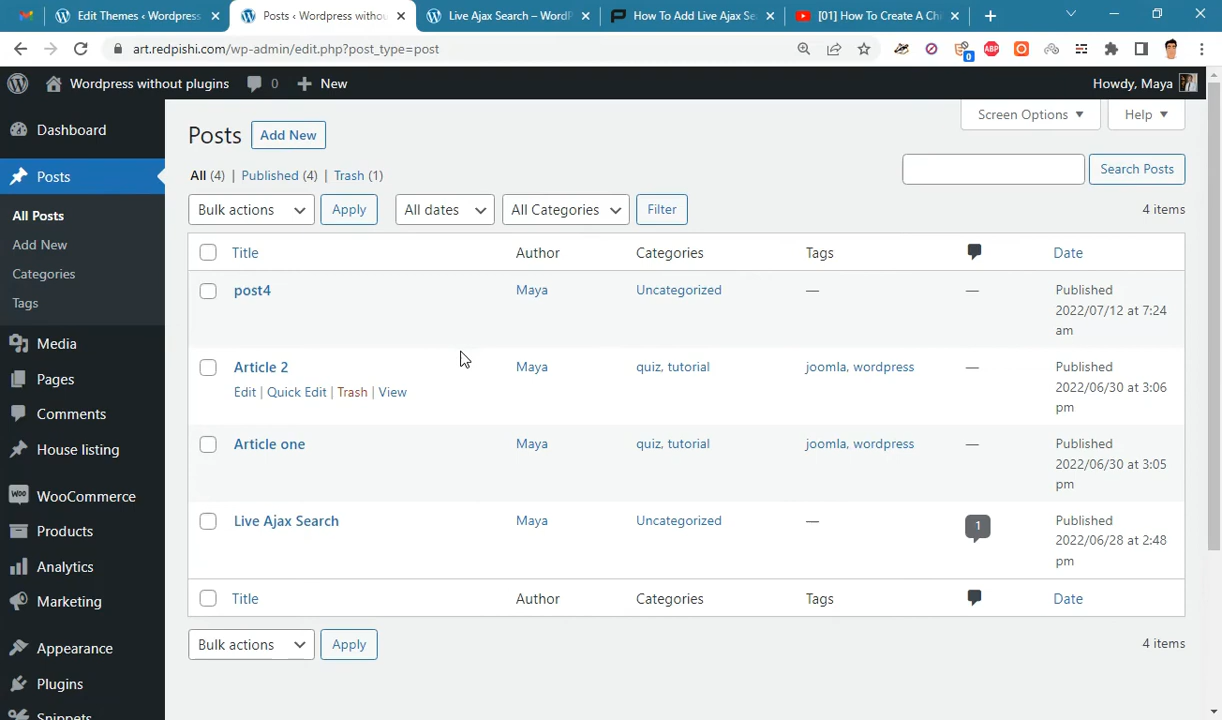 Edit Themes ‹ Wordpress
Posts ‹ Wordpress withou
Live Ajax Search – WordP
How To Add Live Ajax Se
[01] How To Create A Chi
art.redpishi.com/wp-admin/edit.php?post_type=post
0
ABP
Wordpress without plugins
0
New
Howdy, Maya
Dashboard
Posts
All Posts
Add New
Categories
Tags
Media
Pages
Comments
House listing
Woo
WooCommerce
Products
Analytics
Marketing
Appearance
Plugins
Snippets
Screen Options
Help
Posts
Add New
All (4) | Published (4) | Trash (1)
Search Posts
Bulk actions
Apply
All dates
All Categories
Filter
4 items
Title Author Categories Tags Date
post4 Maya Uncategorized — — Published
2022/07/12 at 7:24
am
Article 2 Maya quiz, tutorial joomla, wordpress — Published
Edit | Quick Edit | Trash | View 2022/06/30 at 3:06
pm
Article one Maya quiz, tutorial joomla, wordpress — Published
2022/06/30 at 3:05
pm
Live Ajax Search Maya Uncategorized — 1 Published
2022/06/28 at 2:48
pm
Title Author Categories Tags Date
Bulk actions
Apply
4 items